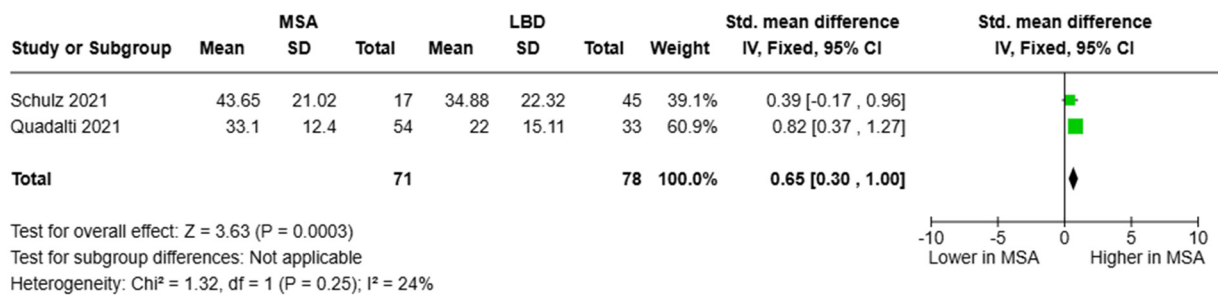 MSA LBD Std. mean difference Std. mean difference
Study or Subgroup Mean SD Total Mean SD Total Weight IV, Fixed, 95% CI IV, Fixed, 95% CI
Schulz 2021 43.65 21.02 17 34.88 22.32 45 39.1% 0.39 [-0.17 , 0.96]
Quadalti 2021 33.1 12.4 54 22 15.11 33 60.9% 0.82 [0.37 , 1.27]
Total 71 78 100.0% 0.65 [0.30 , 1.00]
Test for overall effect: Z = 3.63 (P = 0.0003)
Test for subgroup differences: Not applicable
Heterogeneity: Chi² = 1.32, df = 1 (P = 0.25); I² = 24%
-10 -5 0 5 10
Lower in MSA Higher in MSA